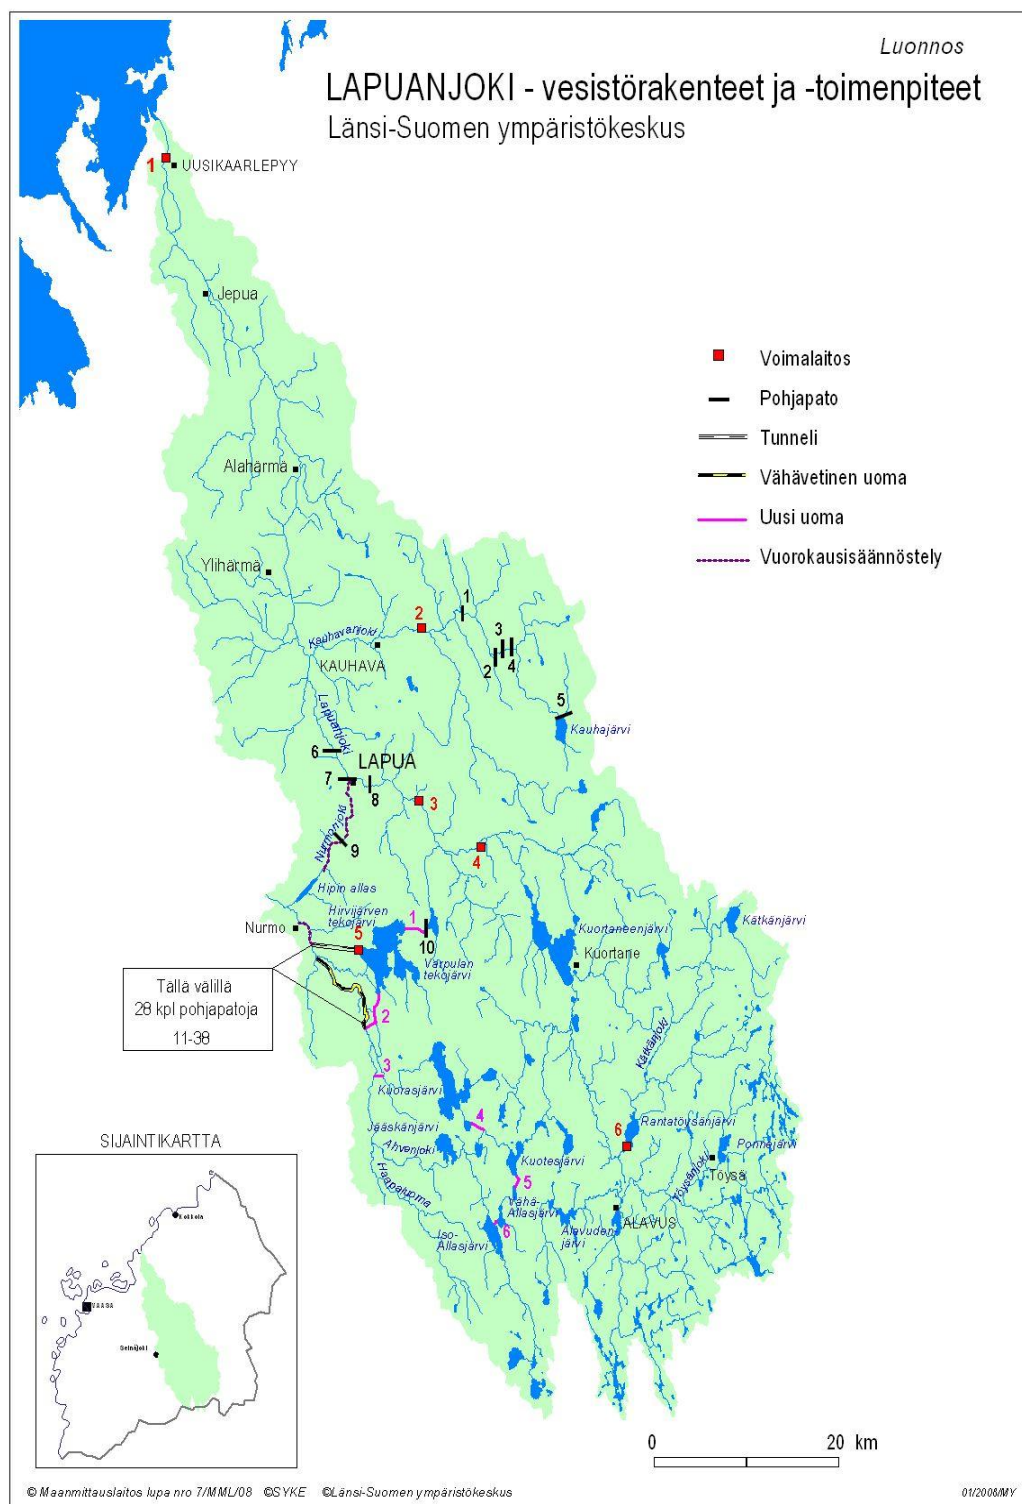 Luonnos
LAPUANJOKI - vesistörakenteet ja -toimenpiteet
Länsi-Suomen ympäristökeskus
1
UUSIKAARLEPYY
Jepua
Voimalaitos
Pohjapato
Tunneli
Vähävetinen uoma
Uusi uoma
Vuorokausisäännöstely
Alahärmä
Ylihärmä
1
2
3
Kauhavanjoki
KAUHAVA
2
4
5
Kauhajärvi
Lapuanjoki
6
LAPUA
7
8
3
Nurmonjoki
9
4
Hipin allas
Hirvijärven
tekojärvi
Nurmo
5
1
10
Varpulan
tekojärvi
Kuortaneenjärvi
Kuortane
Kätkänjärvi
Tällä välillä
28 kpl pohjapatoja
11-38
2
3
Kätkänjoki
Kuorasjärvi
Jääskänjärvi
4
Ahvenjoki
Rantatöysänjärvi
6
Ponnejärvi
Töysä
Töysänjoki
Kuotesjärvi
5
Haapaluoma
Vähä-
Allasjärvi
6
Iso-
Allasjärvi
Alavuden
järvi
ALAVUS
SIJAINTIKARTTA
Kokkola
VAASA
Seinäjoki
0 20 km
© Maanmittauslaitos lupa nro 7/MML/08 ©SYKE ©Länsi-Suomen ympäristökeskus
01/2006/MY